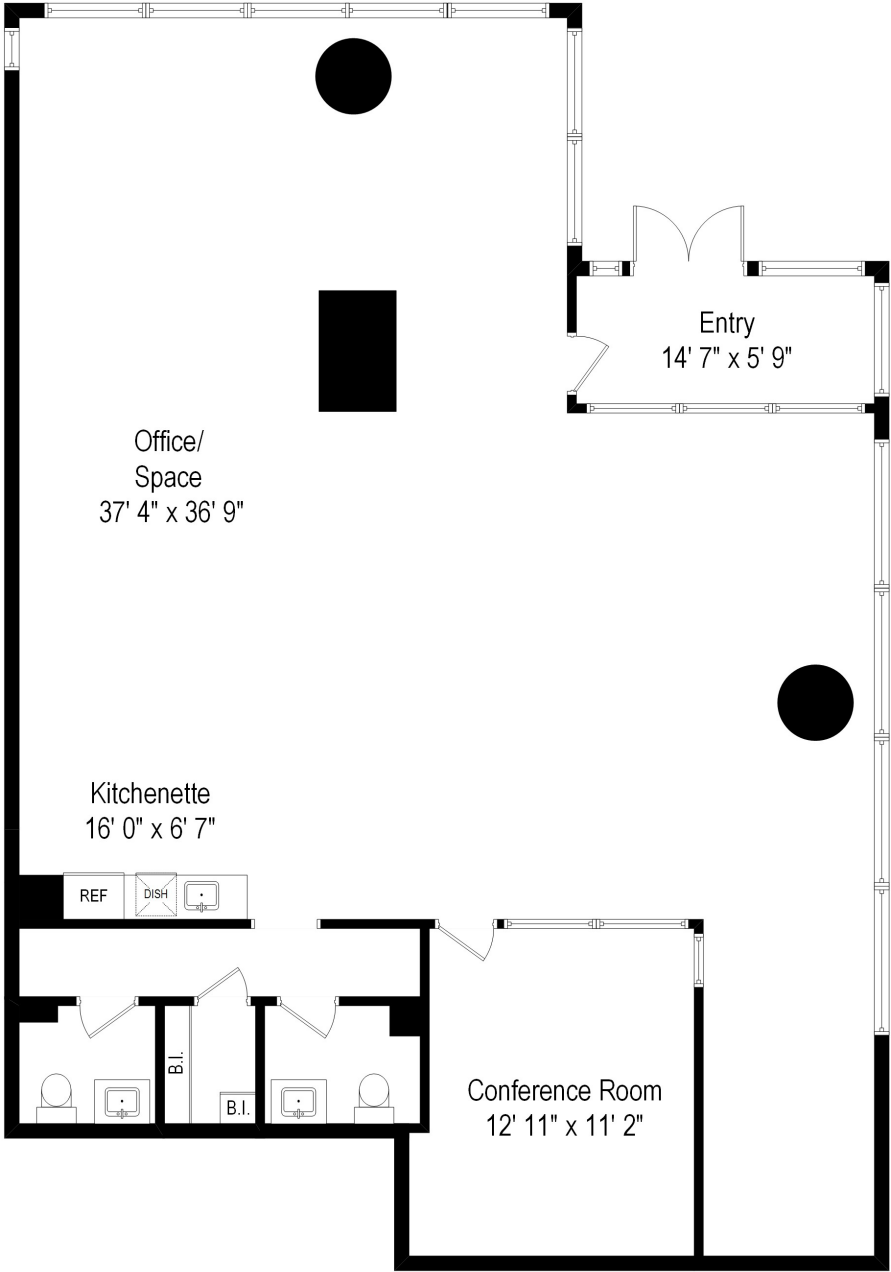 Entry
14' 7" x 5' 9"
Office/
Space
37' 4" x 36' 9"
Kitchenette
16' 0" x 6' 7"
REF
DISH
B.I.
B.I.
Conference Room
12' 11" x 11' 2"